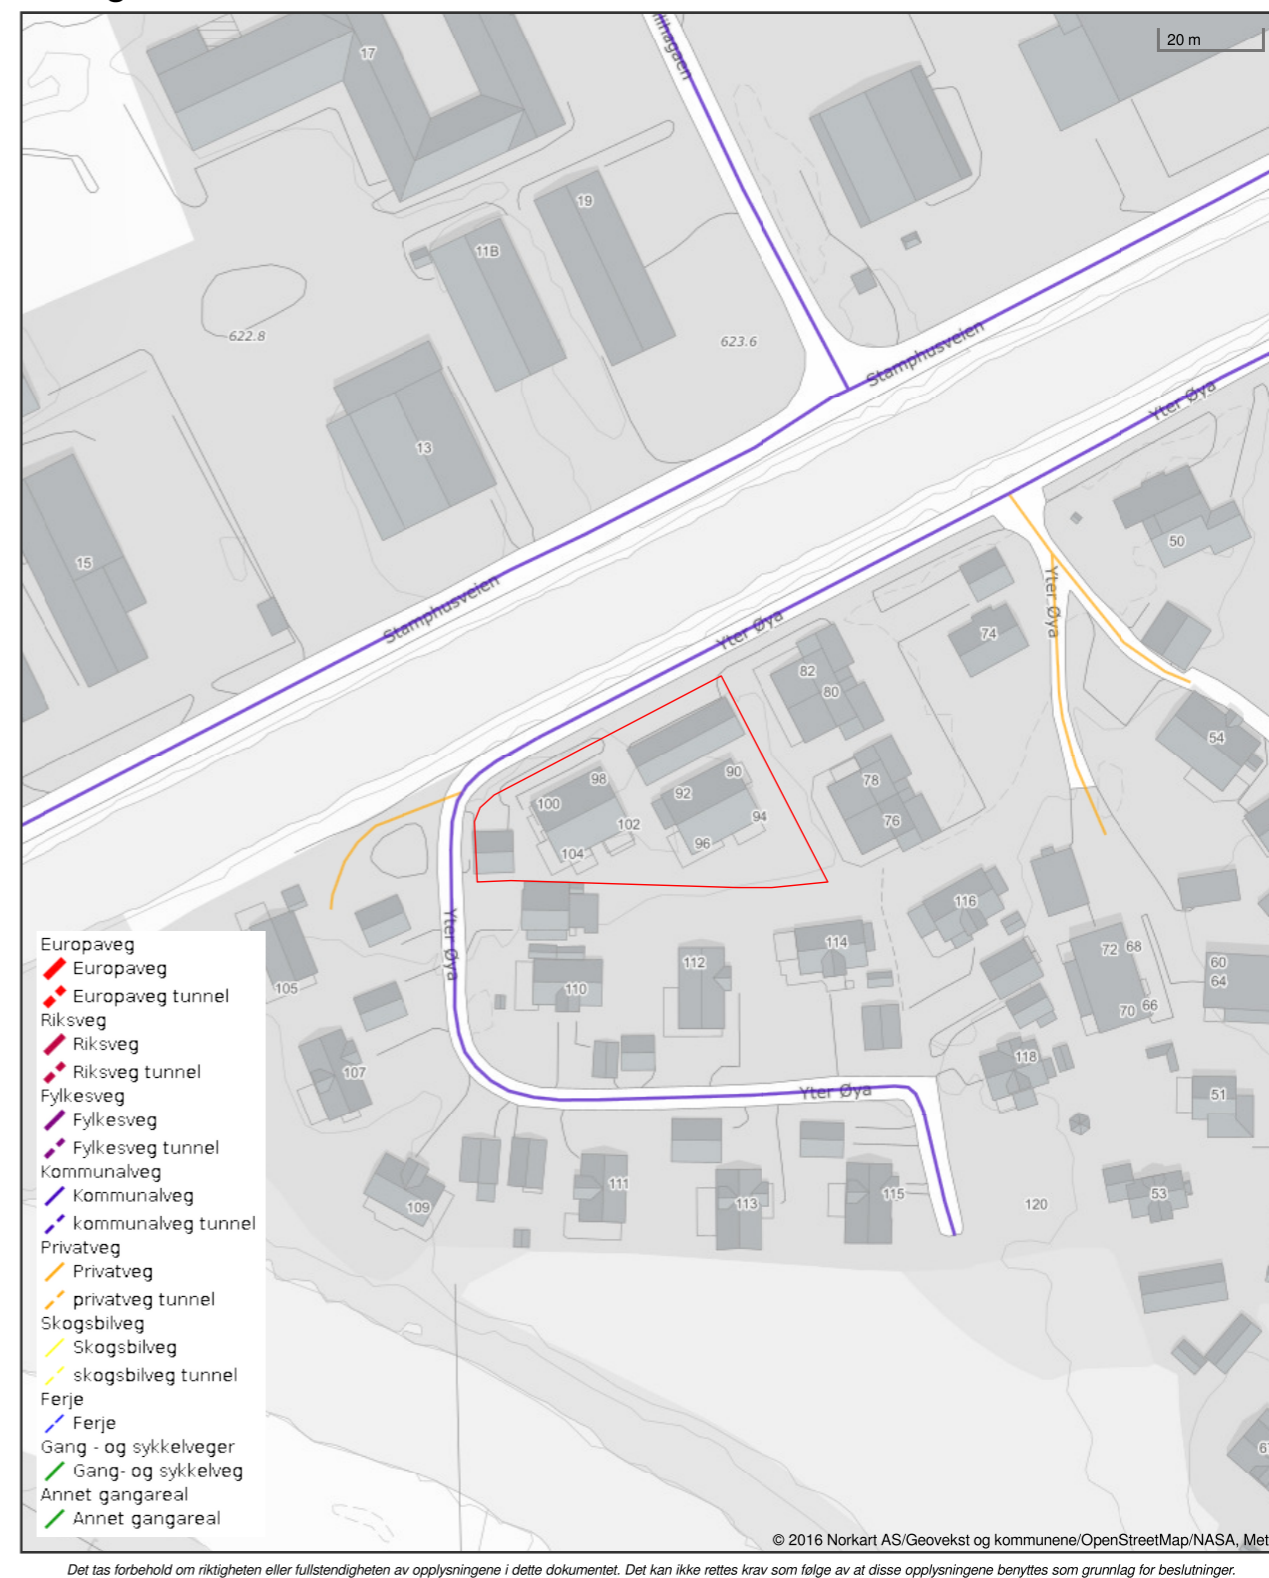 20 m
17
19
11B
622.8
623.6
Stamphusveien
Yter Øya
13
50
15
Yter Øya
Stamphusveien
Yter Øya
74
82
80
54
98
90
78
100
92
102
94
76
104
96
116
Yter Øya
114
72 68
112
60
64
105
110
70 66
118
107
Yter Øya
51
111
115
113
53
109
120
Europaveg
Europaveg
Europaveg tunnel
Riksveg
Riksveg
Riksveg tunnel
Fylkesveg
Fylkesveg
Fylkesveg tunnel
Kommunalveg
Kommunalveg
kommunalveg tunnel
Privatveg
Privatveg
privatveg tunnel
Skogsbilveg
Skogsbilveg
skogsbilveg tunnel
Ferje
Ferje
Gang - og sykkelveger
Gang- og sykkelveg
Annet gangareal
Annet gangareal
© 2016 Norkart AS/Geovekst og kommunene/OpenStreetMap/NASA, Met
Det tas forbehold om riktigheten eller fullstendigheten av opplysningene i dette dokumentet. Det kan ikke rettes krav som følge av at disse opplysningene benyttes som grunnlag for beslutninger.